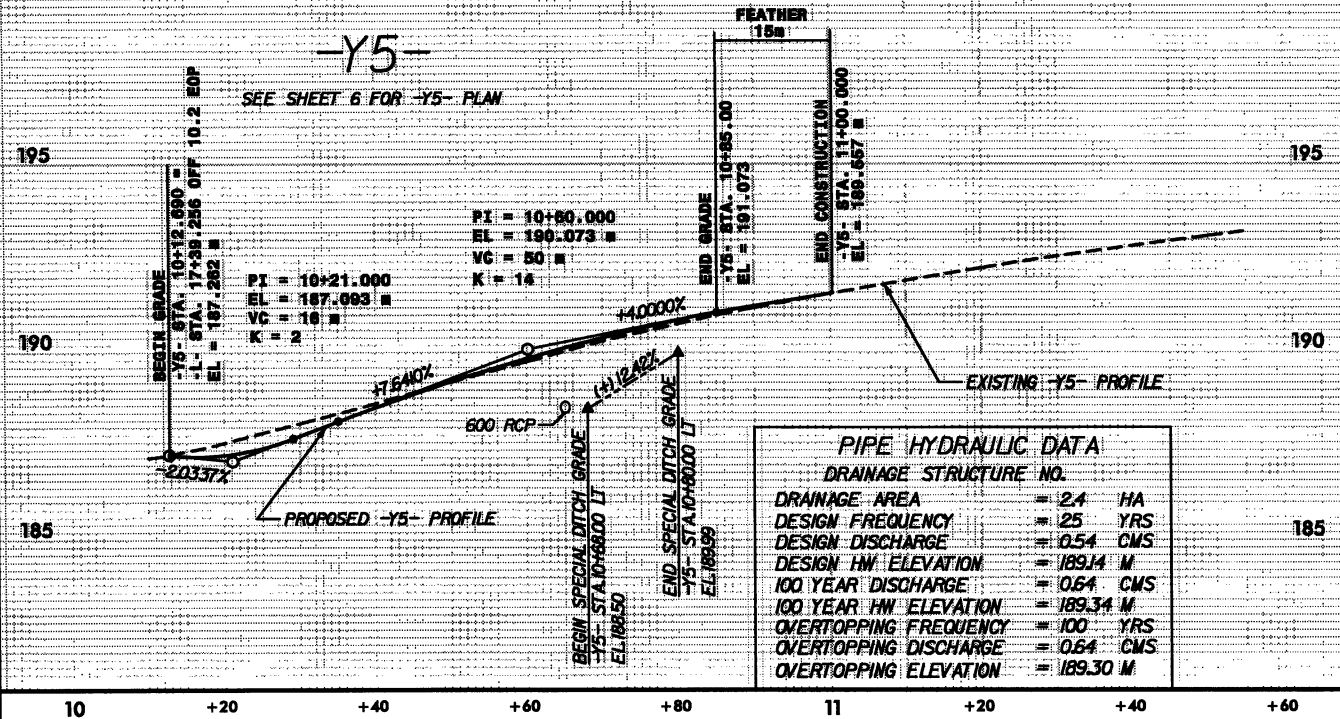 FEATHER
15m
-Y5-
SEE SHEET 6 FOR -Y5- PLAN
BEGIN GRADE
-Y5- STA. 10+12.690 =
-L- STA. 17+39.256 OFF 10.2 EOP
EL = 187.262 m
PI = 10+21.000
EL = 187.093 m
VC = 16 m
K = 2
PI = 10+60.000
EL = 190.073 m
VC = 50 m
K = 14
END GRADE
-Y5- STA. 10+85.00
EL = 191.073
END CONSTRUCTION
-Y5- STA. 11+00.000
EL = 189.557 m
195
195
190
190
185
185
-2.0337%
+7.6410%
+4.0000%
(+)12.42%
600 RCP
PROPOSED -Y5- PROFILE
EXISTING -Y5- PROFILE
BEGIN SPECIAL DITCH GRADE
-Y5- STA.10+68.00 LT
EL.188.50
END SPECIAL DITCH GRADE
-Y5- STA.10+80.00 LT
EL.189.99
PIPE HYDRAULIC DATA
DRAINAGE STRUCTURE NO.
DRAINAGE AREA = 2.4 HA
DESIGN FREQUENCY = 25 YRS
DESIGN DISCHARGE = 0.54 CMS
DESIGN HW ELEVATION = 189.14 M
100 YEAR DISCHARGE = 0.64 CMS
100 YEAR HW ELEVATION = 189.34 M
OVERTOPPING FREQUENCY = 100 YRS
OVERTOPPING DISCHARGE = 0.64 CMS
OVERTOPPING ELEVATION = 189.30 M
10 +20 +40 +60 +80 11 +20 +40 +60